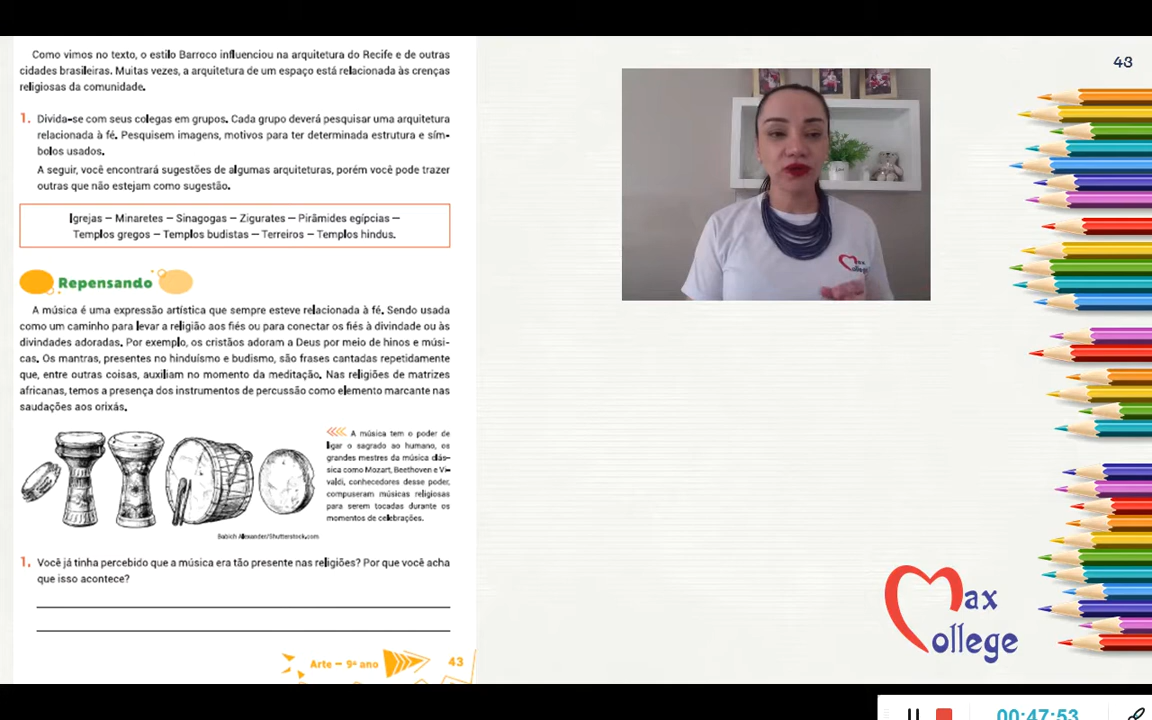 Como vimos no texto, o estilo Barroco influenciou na arquitetura do Recife e de outras
cidades brasileiras. Muitas vezes, a arquitetura de um espaço está relacionada às crenças
religiosas da comunidade.
1. Divida-se com seus colegas em grupos. Cada grupo deverá pesquisar uma arquitetura
relacionada à fé. Pesquisem imagens, motivos para ter determinada estrutura e sím-
bolos usados.
A seguir, você encontrará sugestões de algumas arquiteturas, porém você pode trazer
outras que não estejam como sugestão.
Igrejas – Minaretes – Sinagogas – Zigurates – Pirâmides egípcias –
Templos gregos – Templos budistas – Terreiros – Templos hindus.
Repensando
A música é uma expressão artística que sempre esteve relacionada à fé. Sendo usada
como um caminho para levar a religião aos fiéis ou para conectar os fiéis à divindade ou às
divindades adoradas. Por exemplo, os cristãos adoram a Deus por meio de hinos e músi-
cas. Os mantras, presentes no hinduísmo e budismo, são frases cantadas repetidamente
que, entre outras coisas, auxiliam no momento da meditação. Nas religiões de matrizes
africanas, temos a presença dos instrumentos de percussão como elemento marcante nas
saudações aos orixás.
A música tem o poder de
ligar o sagrado ao humano, os
grandes mestres da música clás-
sica como Mozart, Beethoven e Vi-
valdi, conhecedores desse poder,
compuseram músicas religiosas
para serem tocadas durante os
momentos de celebrações.
Babich Alexander/Shutterstock.com
1. Você já tinha percebido que a música era tão presente nas religiões? Por que você acha
que isso acontece?
Arte – 9º ano 43
43
Max
College
Max
College
00:47:53